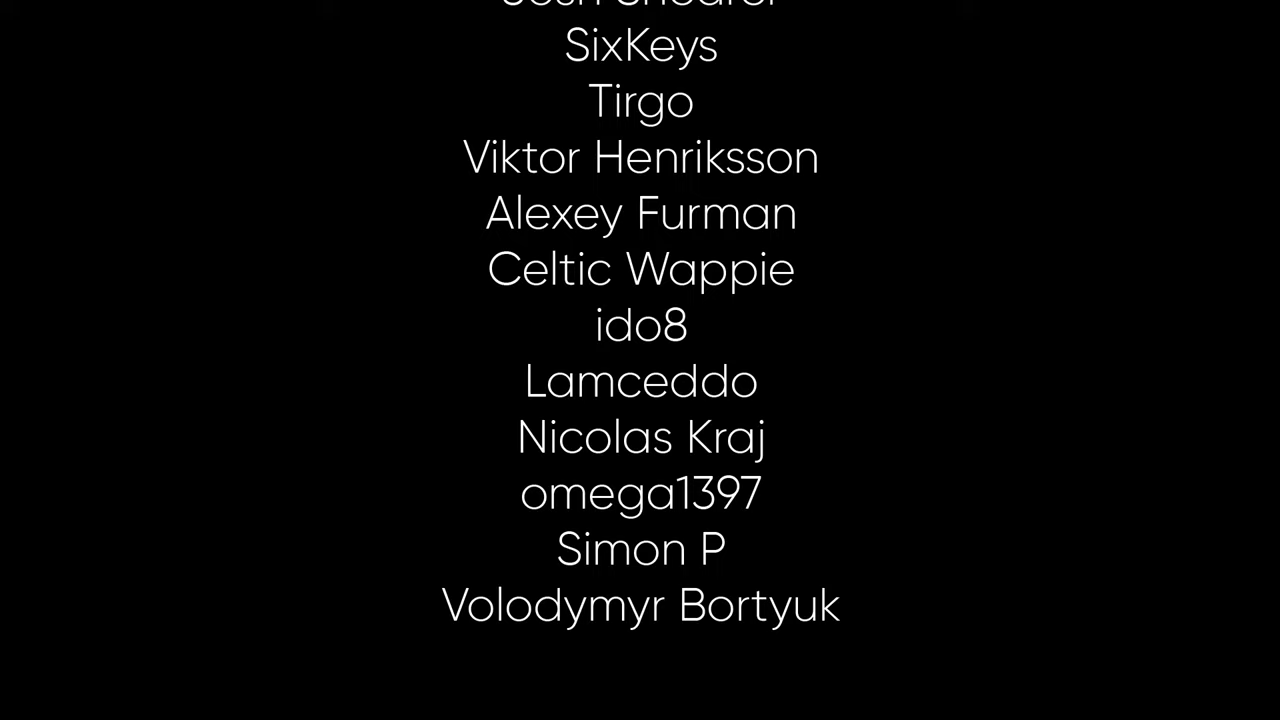 SixKeys
Tirgo
Viktor Henriksson
Alexey Furman
Celtic Wappie
ido8
Lamceddo
Nicolas Kraj
omega1397
Simon P
Volodymyr Bortyuk